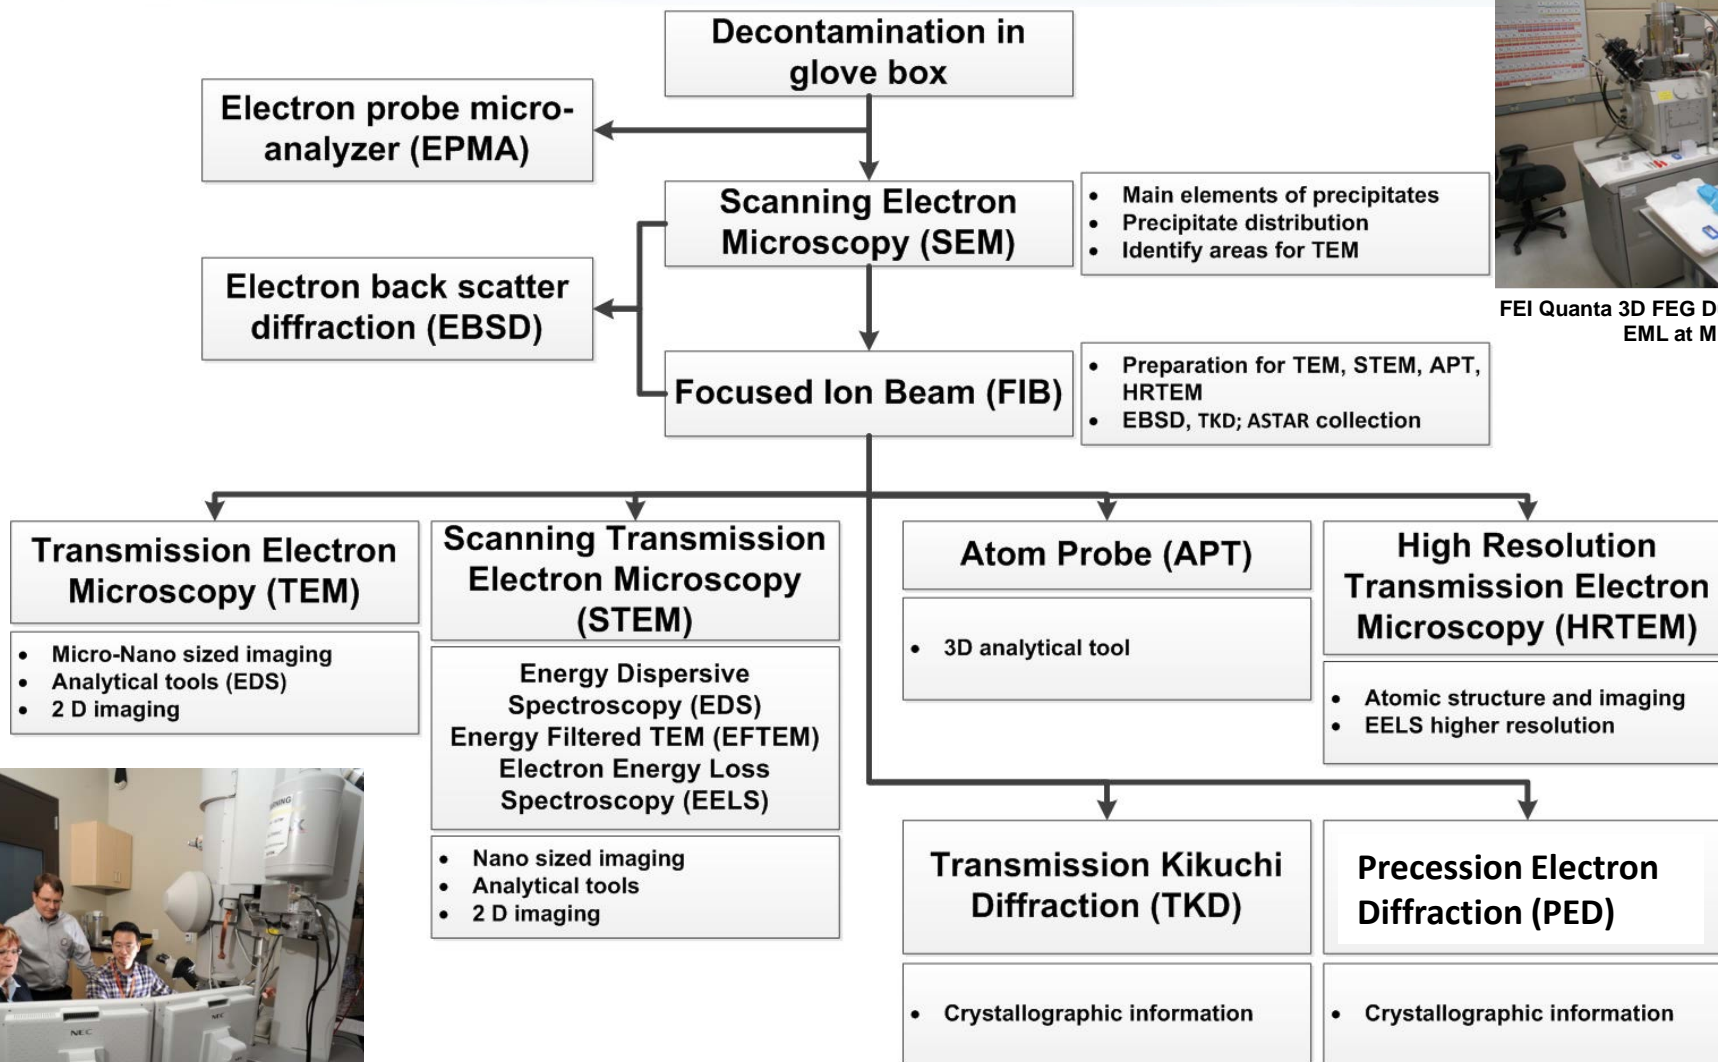 Decontamination in
glove box
Electron probe micro-
analyzer (EPMA)
Scanning Electron
Microscopy (SEM)
• Main elements of precipitates
• Precipitate distribution
• Identify areas for TEM
Electron back scatter
diffraction (EBSD)
FEI Quanta 3D FEG
EML at
Focused Ion Beam (FIB)
• Preparation for TEM, STEM, APT,
HRTEM
• EBSD, TKD; ASTAR collection
Transmission Electron
Microscopy (TEM)
• Micro-Nano sized imaging
• Analytical tools (EDS)
• 2 D imaging
Scanning Transmission
Electron Microscopy
(STEM)
Energy Dispersive
Spectroscopy (EDS)
Energy Filtered TEM (EFTEM)
Electron Energy Loss
Spectroscopy (EELS)
• Nano sized imaging
• Analytical tools
• 2 D imaging
Atom Probe (APT)
• 3D analytical tool
High Resolution
Transmission Electron
Microscopy (HRTEM)
• Atomic structure and imaging
• EELS higher resolution
Transmission Kikuchi
Diffraction (TKD)
• Crystallographic information
Precession Electron
Diffraction (PED)
• Crystallographic information
NEC